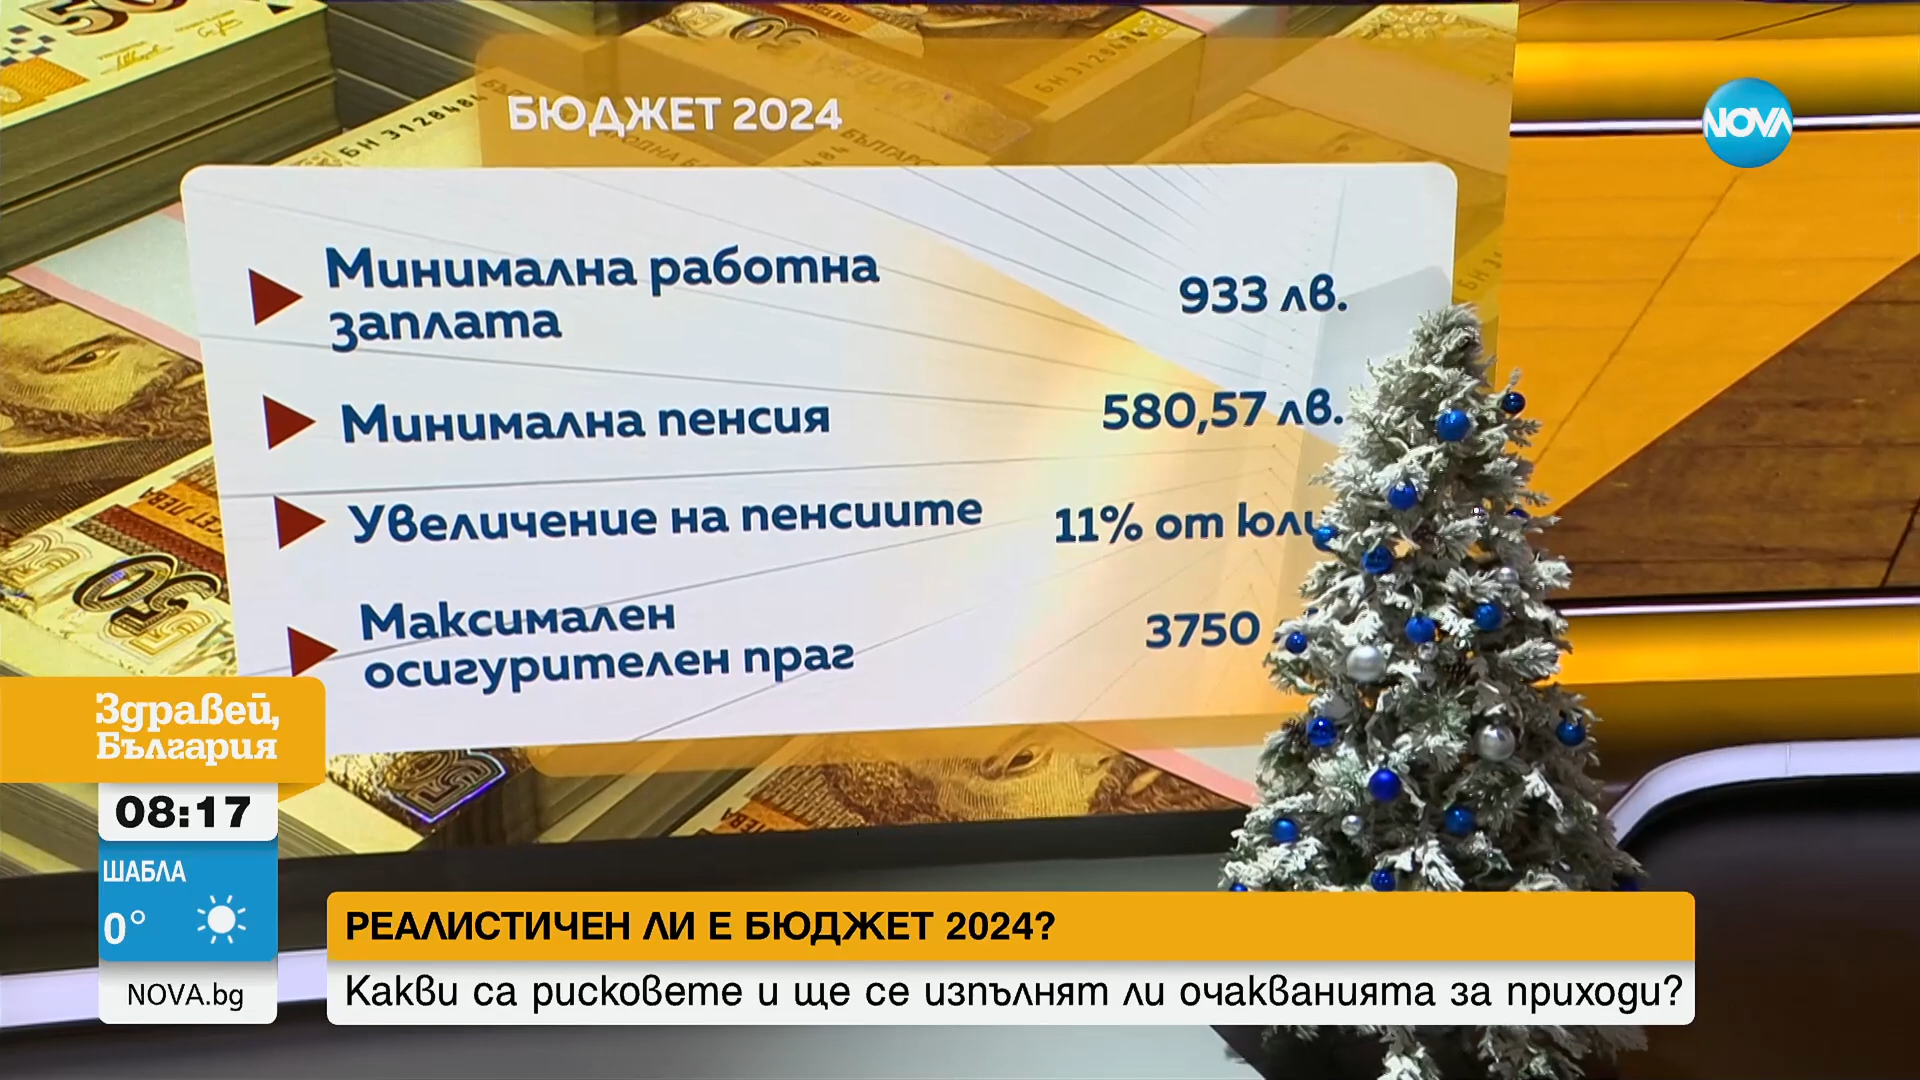 БЮДЖЕТ 2024
NOVA
Минимална работна
заплата
933 лв.
Минимална пенсия
580,57 лв.
Увеличение на пенсиите
11% от
Максимален
осигурителен праг
3750
Здравей,
България
08:17
ШАБЛА
0°
NOVA.bg
РЕАЛИСТИЧЕН ЛИ Е БЮДЖЕТ 2024?
Какви са рисковете и ще се изпълнят ли очакванията за приходи?